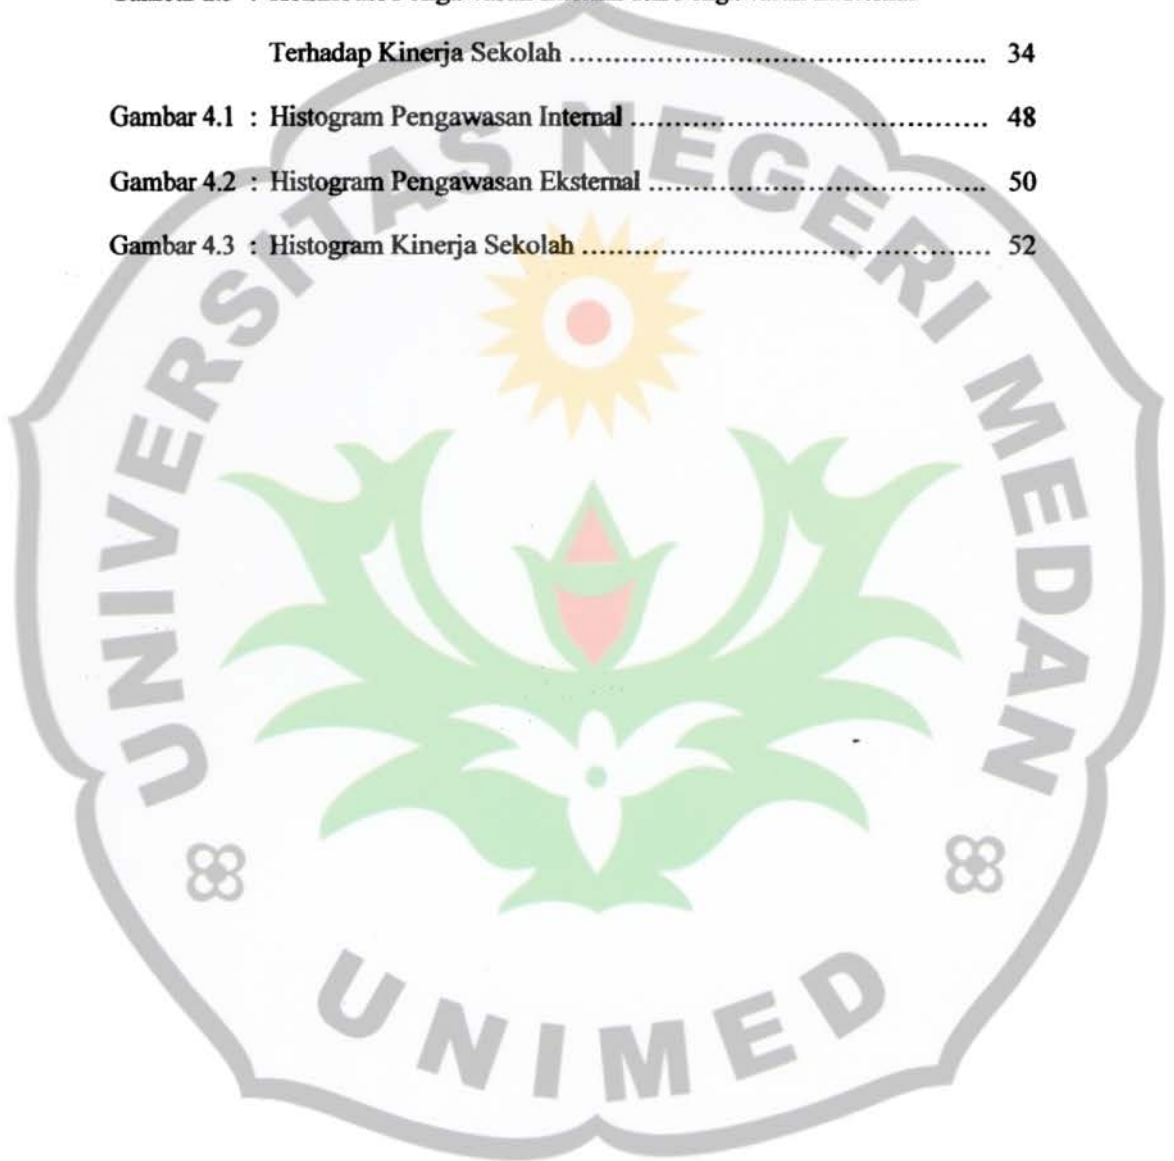 Terhadap Kinerja Sekolah ............................................. 34
Gambar 4.1 : Histogram Pengawasan Internal ....................................... 48
Gambar 4.2 : Histogram Pengawasan Eksternal ..................................... 50
Gambar 4.3 : Histogram Kinerja Sekolah ............................................ 52
UNIVERSITAS NEGERI MEDAN
UNIMED